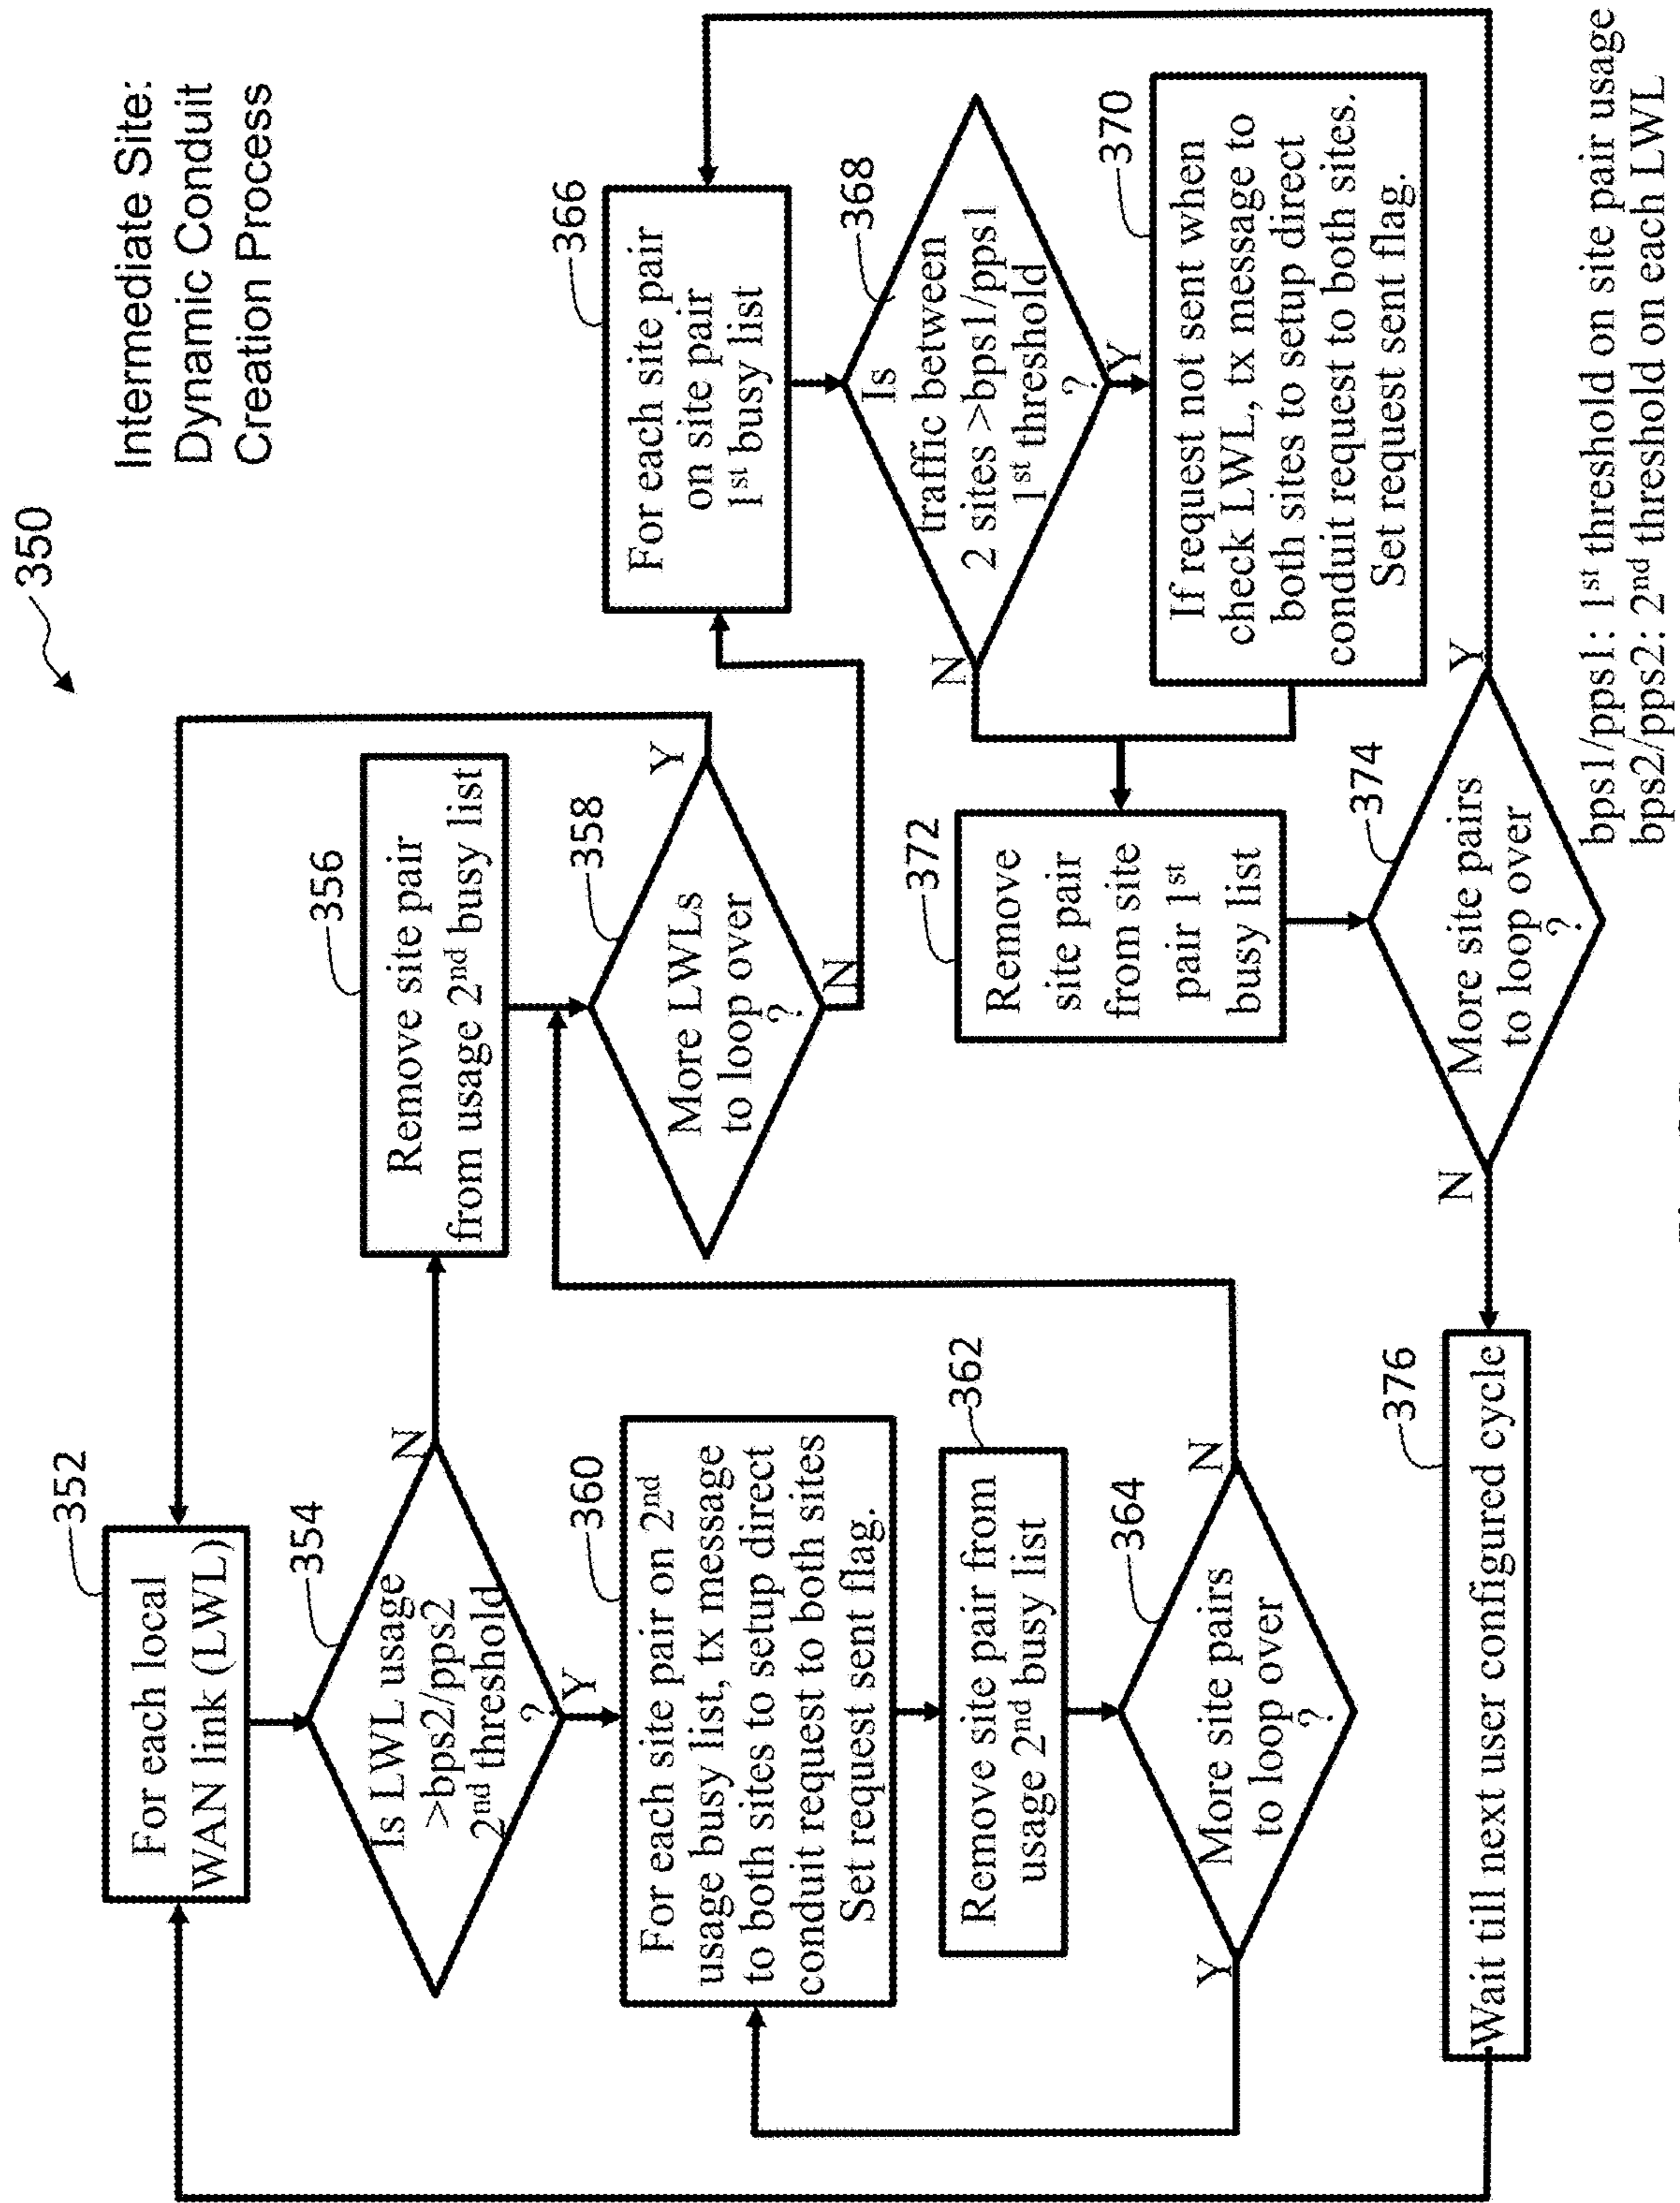 350
Intermediate Site:
Dynamic Conduit
Creation Process
352
For each local
WAN link (LWL)
354
Is LWL usage
>bps2/pps2
2nd threshold
?
N
Y
356
Remove site pair
from usage 2nd busy list
358
More LWLs
to loop over
?
Y
N
360
For each site pair on 2nd
usage busy list, tx message
to both sites to setup direct
conduit request to both sites
Set request sent flag.
362
Remove site pair from
usage 2nd busy list
364
More site pairs
to loop over
?
Y
N
366
For each site pair
on site pair
1st busy list
368
Is
traffic between
2 sites >bps1/pps1
1st threshold
?
N
Y
370
If request not sent when
check LWL, tx message to
both sites to setup direct
conduit request to both sites.
Set request sent flag.
372
Remove
site pair
from site
pair 1st
busy list
374
More site pairs
to loop over
?
N
Y
376
Wait till next user configured cycle
bps1/pps1: 1st threshold on site pair usage
bps2/pps2: 2nd threshold on each LWL